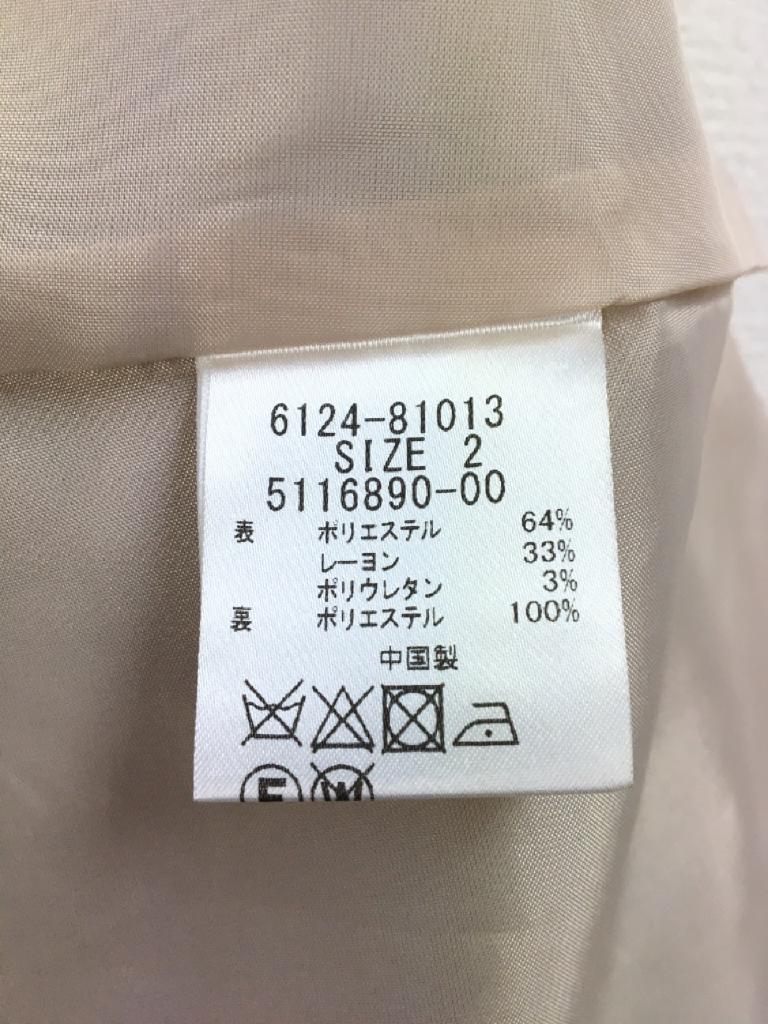 6124-81013
SIZE 2
5116890-00
表 ポリエステル 64%
レーヨン 33%
ポリウレタン 3%
裏 ポリエステル 100%
中国製
F W